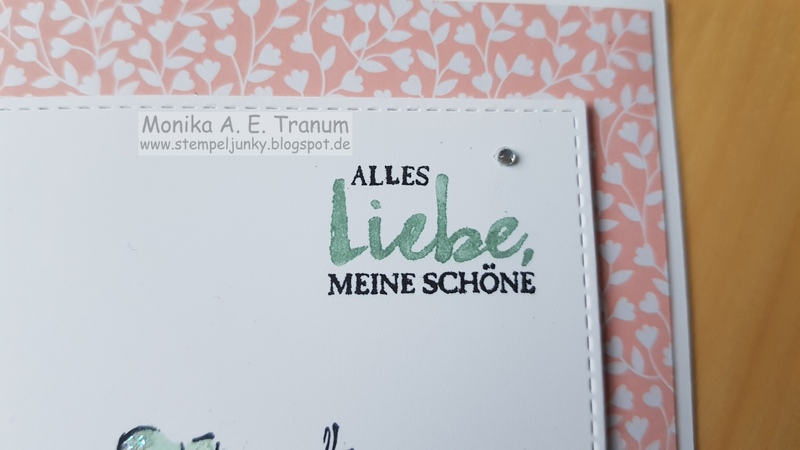 Monika A. E. Tranum
www.stempeljunky.blogspot.de
ALLES
Liebe,
MEINE SCHÖNE